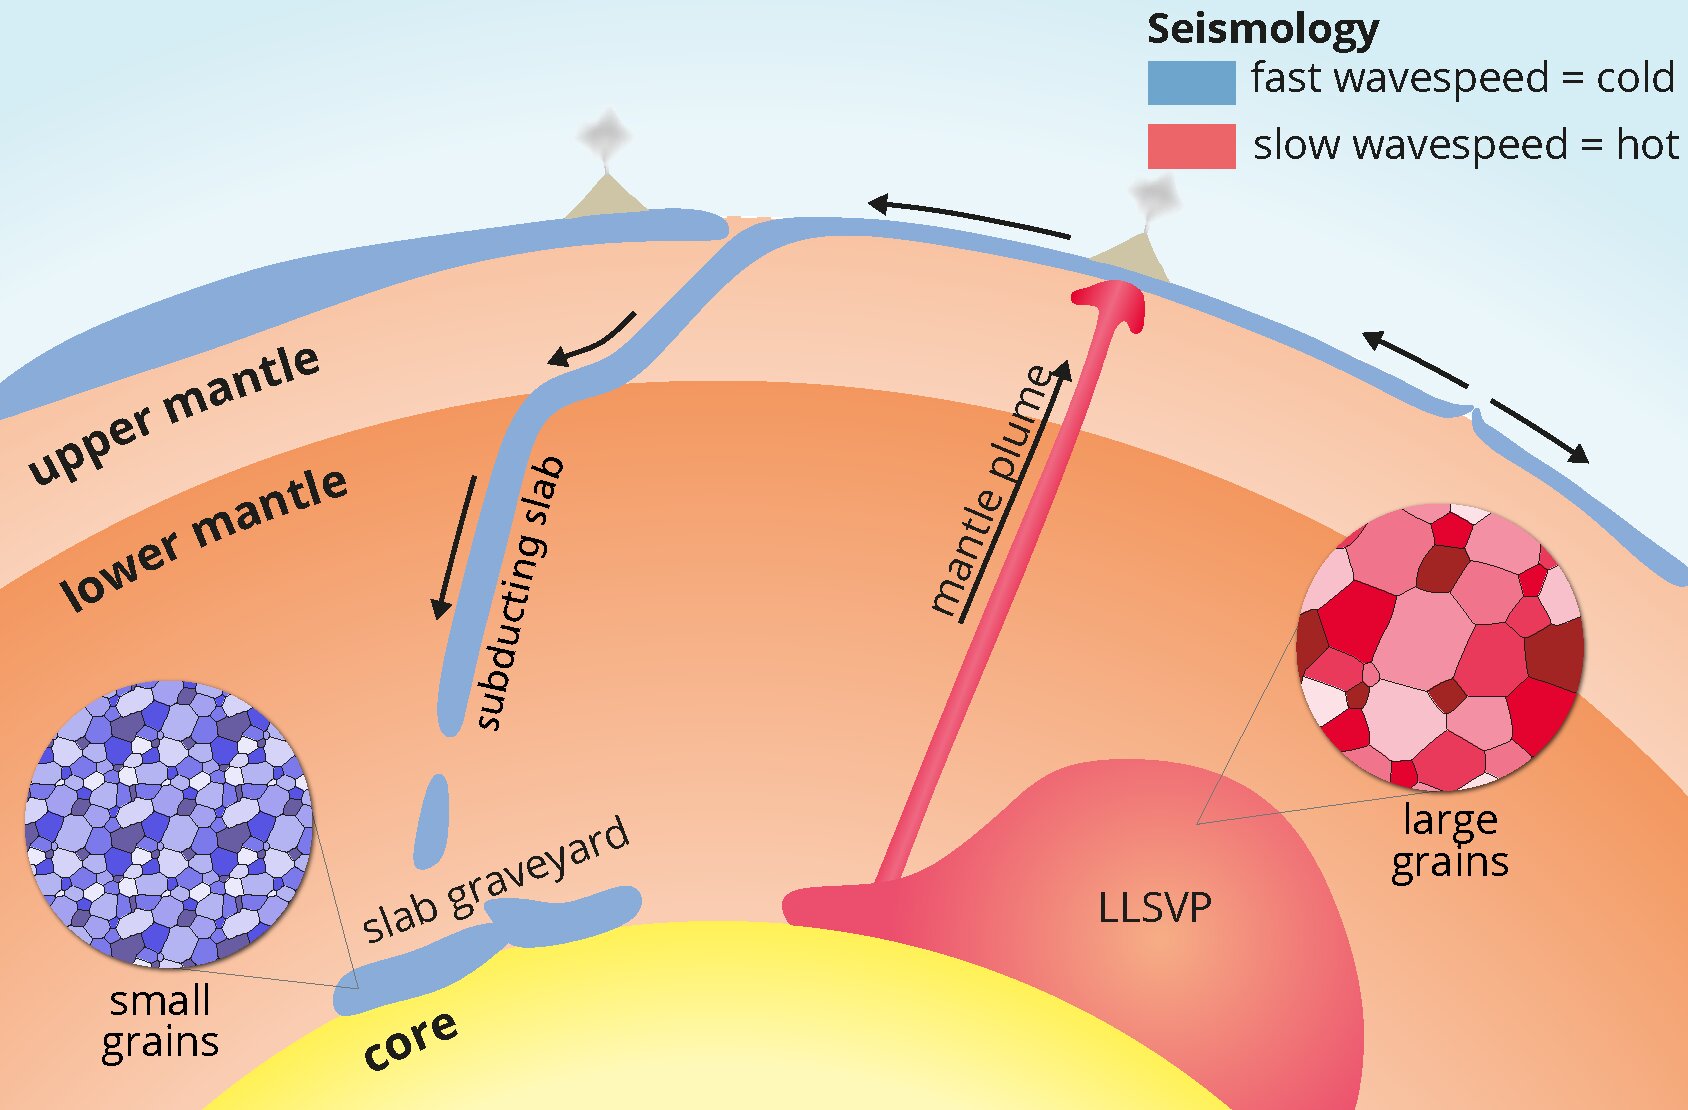 Seismology
fast wavespeed = cold
slow wavespeed = hot
upper mantle
lower mantle
subducting slab
mantle plume
large
grains
slab graveyard
LLSVP
small
grains
core